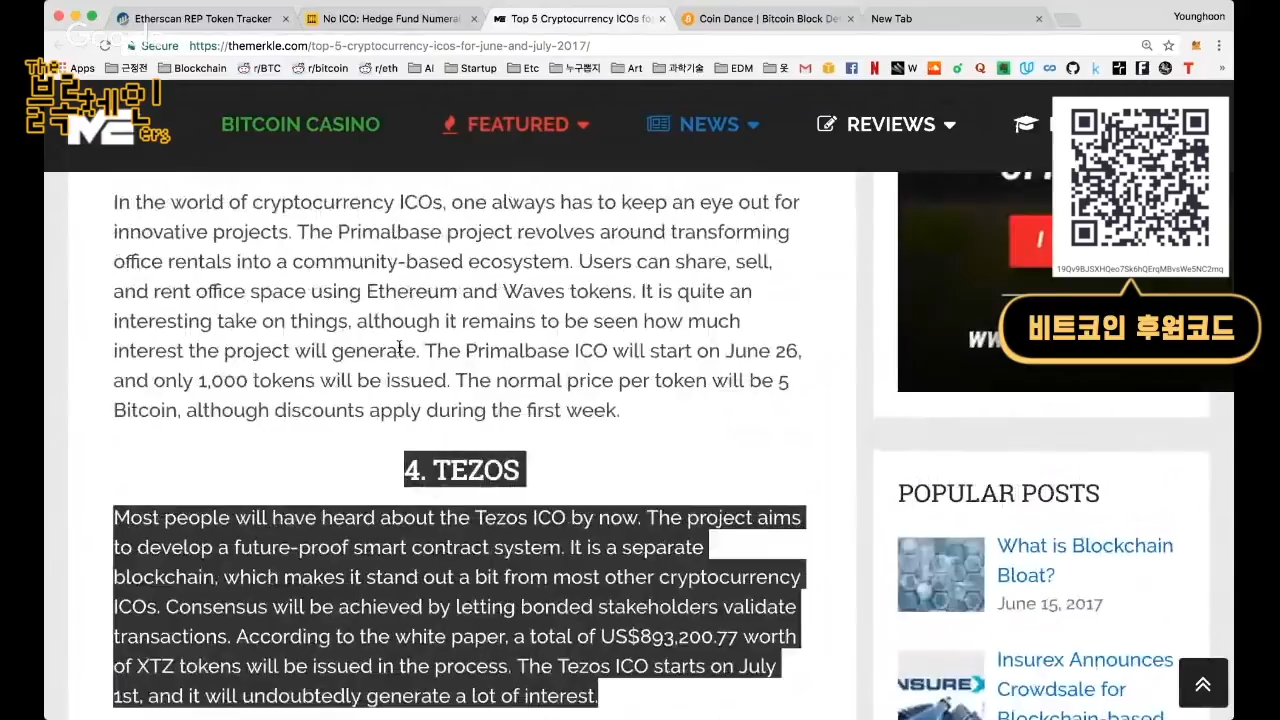 Etherscan REP Token Tracker
No ICO: Hedge Fund Numerai
Top 5 Cryptocurrency ICOs fo
Coin Dance | Bitcoin Block De
New Tab
Younghoon
Secure https://themerkle.com/top-5-cryptocurrency-icos-for-june-and-july-2017/
Apps 근정전 Blockchain r/BTC r/bitcoin r/eth AI Startup Etc 누구뽑지 Art 과학기술 EDM 옷 W
The
블록체인
ers
BITCOIN CASINO FEATURED NEWS REVIEWS
In the world of cryptocurrency ICOs, one always has to keep an eye out for
innovative projects. The Primalbase project revolves around transforming
office rentals into a community-based ecosystem. Users can share, sell,
and rent office space using Ethereum and Waves tokens. It is quite an
interesting take on things, although it remains to be seen how much
interest the project will generate. The Primalbase ICO will start on June 26,
and only 1,000 tokens will be issued. The normal price per token will be 5
Bitcoin, although discounts apply during the first week.
4. TEZOS
Most people will have heard about the Tezos ICO by now. The project aims
to develop a future-proof smart contract system. It is a separate
blockchain, which makes it stand out a bit from most other cryptocurrency
ICOs. Consensus will be achieved by letting bonded stakeholders validate
transactions. According to the white paper, a total of US$893,200.77 worth
of XTZ tokens will be issued in the process. The Tezos ICO starts on July
1st, and it will undoubtedly generate a lot of interest.
비트코인 후원코드
POPULAR POSTS
What is Blockchain
Bloat?
June 15, 2017
Insurex Announces
Crowdsale for
Blockchain-based